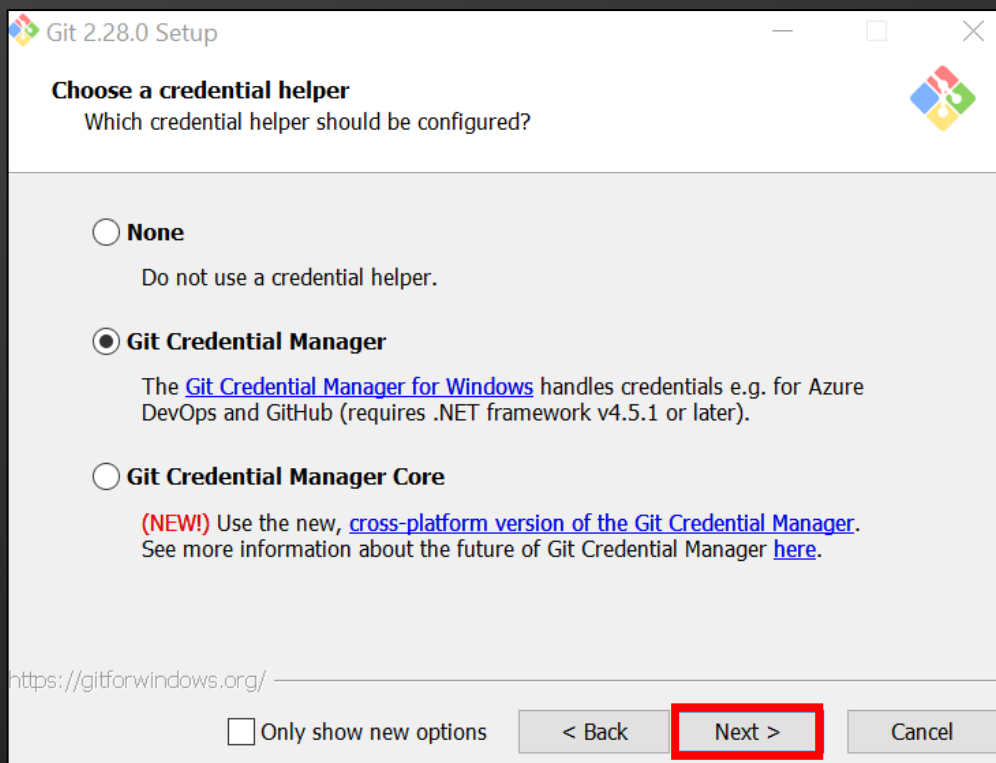 Git 2.28.0 Setup
Choose a credential helper
Which credential helper should be configured?
None
Do not use a credential helper.
Git Credential Manager
The Git Credential Manager for Windows handles credentials e.g. for Azure
DevOps and GitHub (requires .NET framework v4.5.1 or later).
Git Credential Manager Core
(NEW!) Use the new, cross-platform version of the Git Credential Manager.
See more information about the future of Git Credential Manager here.
https://gitforwindows.org/
Only show new options
< Back
Next >
Cancel